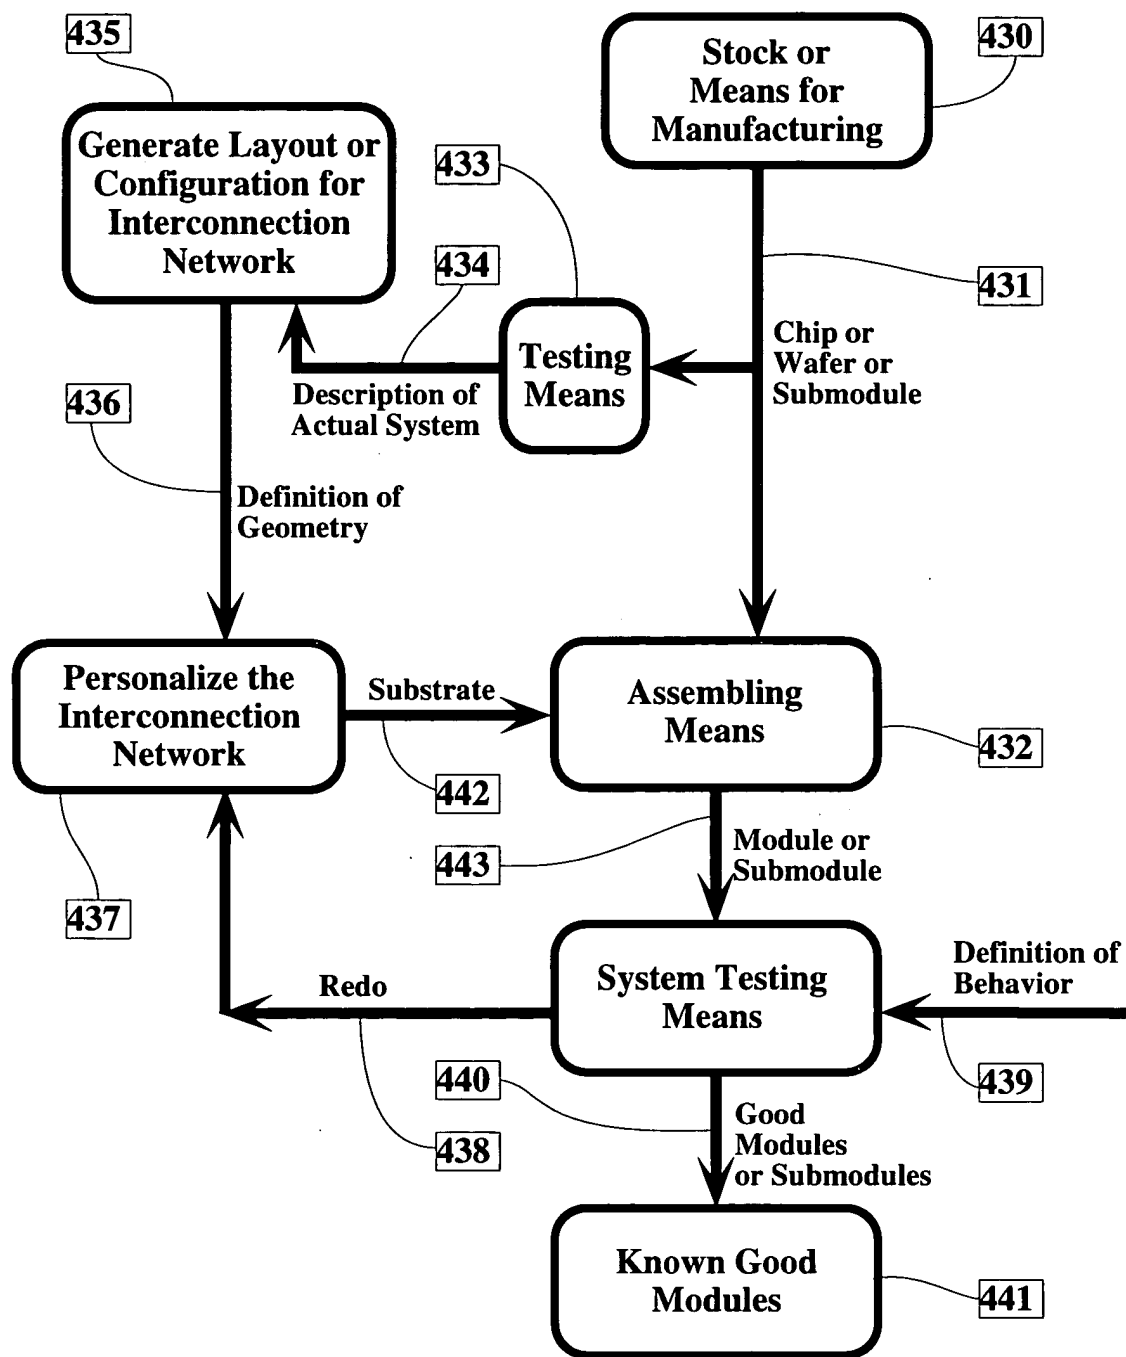 435
Stock or
Means for
Manufacturing
430
Generate Layout or
Configuration for
Interconnection
Network
433
434
431
Testing
Means
Chip or
Wafer or
Submodule
Description of
Actual System
436
Definition of
Geometry
Personalize the
Interconnection
Network
Substrate
Assembling
Means
432
442
443
Module or
Submodule
437
Redo
System Testing
Means
Definition of
Behavior
439
440
438
Good
Modules
or Submodules
Known Good
Modules
441